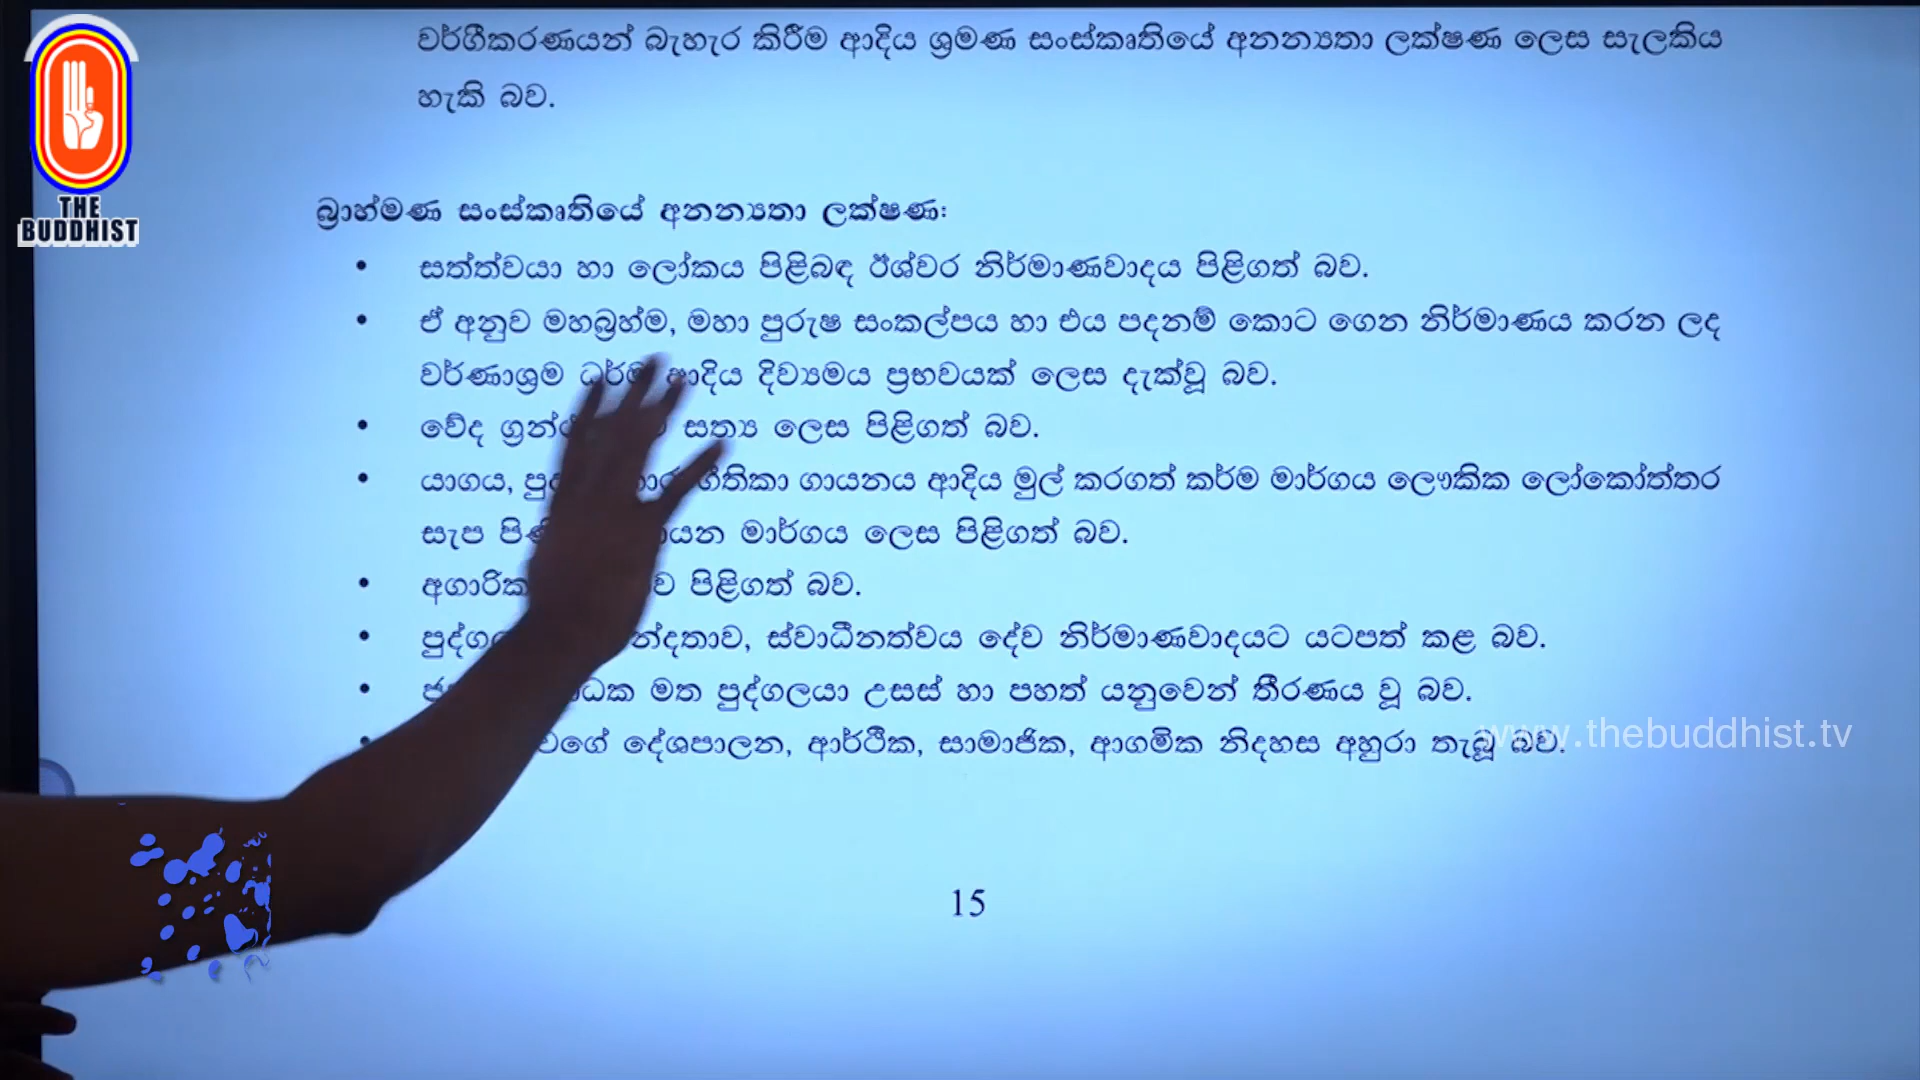 වර්ගීකරණයන් බැහැර කිරීම ආදිය ශ්‍රමණ සංස්කෘතියේ අනන්‍යතා ලක්ෂණ ලෙස සැලකිය
හැකි බව.
THE
BUDDHIST
බ්‍රාහ්මණ සංස්කෘතියේ අනන්‍යතා ලක්ෂණ:
• සත්ත්වයා හා ලෝකය පිළිබඳ ඊශ්වර නිර්මාණවාදය පිළිගත් බව.
• ඒ අනුව මහබ්‍රහ්ම, මහා පුරුෂ සංකල්පය හා එය පදනම් කොට ගෙන නිර්මාණය කරන ලද
වර්ණාශ්‍රම ධර්ම ආදිය දිව්‍යමය ප්‍රභවයක් ලෙස දැක්වූ බව.
• වේද සත්‍ය ලෙස පිළිගත් බව.
• යාගය, ගීතිකා ගායනය ආදිය මුල් කරගත් කර්ම මාර්ගය ලෞකික ලෝකෝත්තර
සැප මාර්ගය ලෙස පිළිගත් බව.
• පිළිගත් බව.
• ස්වාධීනත්වය දේව නිර්මාණවාදයට යටපත් කළ බව.
• මත පුද්ගලයා උසස් හා පහත් යනුවෙන් තීරණය වූ බව.
• දේශපාලන, ආර්ථික, සාමාජික, ආගමික නිදහස අහුරා තැබූ බව.
www.thebuddhist.tv
15